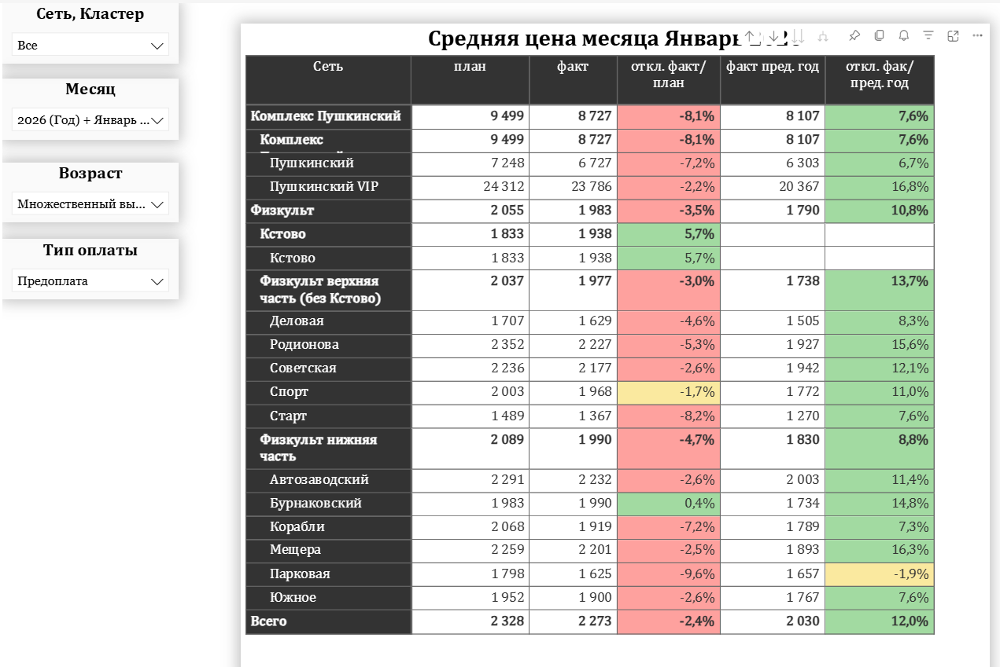 Сеть, Кластер
Все
Месяц
2026 (Год) + Январь ...
Возраст
Множественный вы...
Тип оплаты
Предоплата
Средняя цена месяца Январь
Сеть план факт откл. факт/ план факт пред. год откл. фак/ пред. год
Комплекс Пушкинский 9 499 8 727 -8,1% 8 107 7,6%
Комплекс 9 499 8 727 -8,1% 8 107 7,6%
Пушкинский 7 248 6 727 -7,2% 6 303 6,7%
Пушкинский VIP 24 312 23 786 -2,2% 20 367 16,8%
Физкульт 2 055 1 983 -3,5% 1 790 10,8%
Кстово 1 833 1 938 5,7%
Кстово 1 833 1 938 5,7%
Физкульт верхняя часть (без Кстово) 2 037 1 977 -3,0% 1 738 13,7%
Деловая 1 707 1 629 -4,6% 1 505 8,3%
Родионова 2 352 2 227 -5,3% 1 927 15,6%
Советская 2 236 2 177 -2,6% 1 942 12,1%
Спорт 2 003 1 968 -1,7% 1 772 11,0%
Старт 1 489 1 367 -8,2% 1 270 7,6%
Физкульт нижняя часть 2 089 1 990 -4,7% 1 830 8,8%
Автозаводский 2 291 2 232 -2,6% 2 003 11,4%
Бурнаковский 1 983 1 990 0,4% 1 734 14,8%
Корабли 2 068 1 919 -7,2% 1 789 7,3%
Мещера 2 259 2 201 -2,5% 1 893 16,3%
Парковая 1 798 1 625 -9,6% 1 657 -1,9%
Южное 1 952 1 900 -2,6% 1 767 7,6%
Всего 2 328 2 273 -2,4% 2 030 12,0%